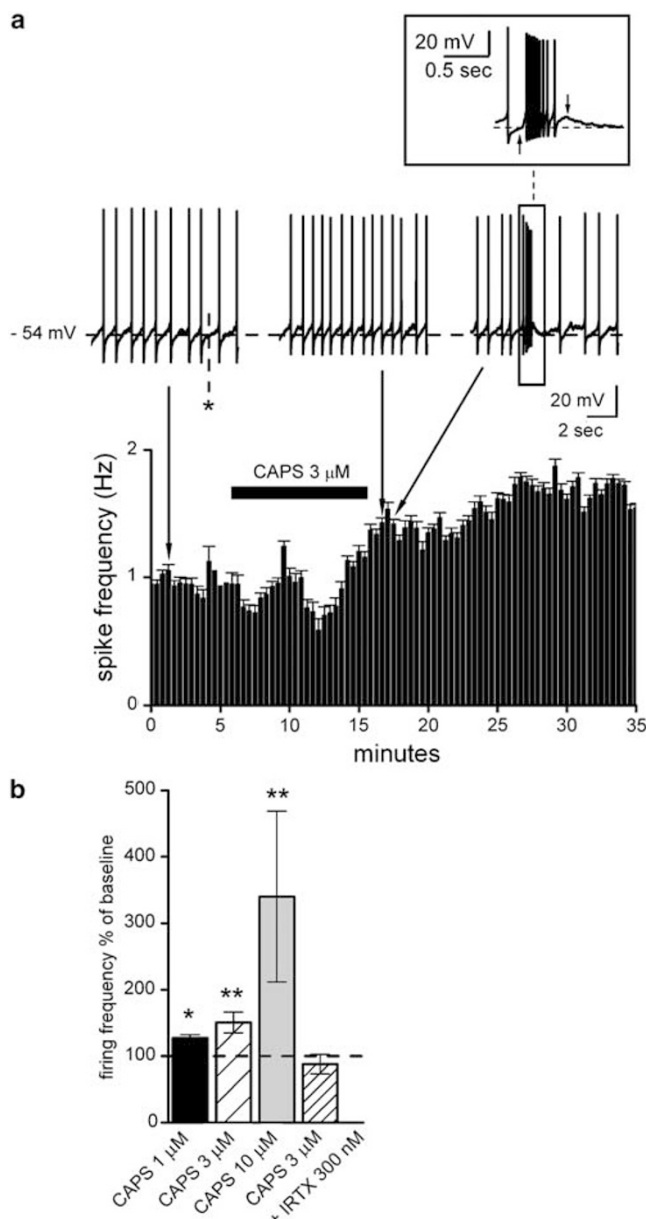 a
20 mV
0.5 sec
- 54 mV
*
20 mV
2 sec
CAPS 3 μM
spike frequency (Hz)
2
1
0
0 5 10 15 20 25 30 35
minutes
b
firing frequency % of baseline
500
400
300
200
100
0
*
**
**
CAPS 1 μM
CAPS 3 μM
CAPS 10 μM
CAPS 3 μM
+ IRTX 300 nM